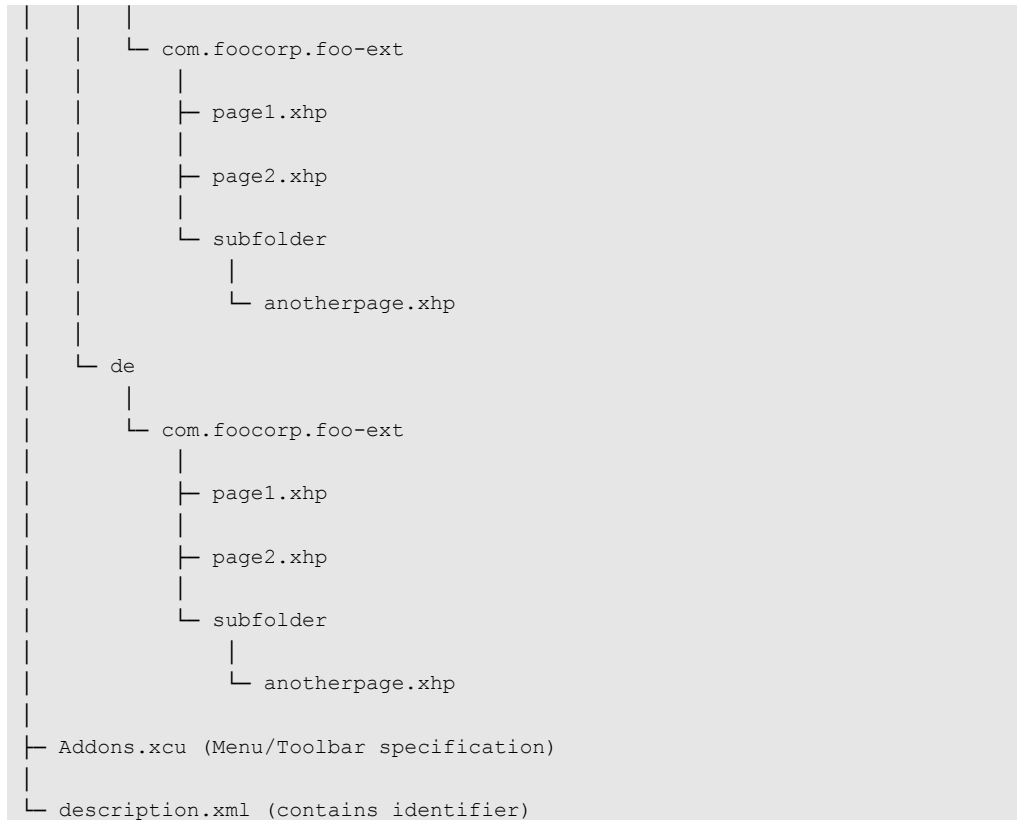 com.foocorp.foo-ext
page1.xhp
page2.xhp
subfolder
anotherpage.xhp
de
com.foocorp.foo-ext
page1.xhp
page2.xhp
subfolder
anotherpage.xhp
Addons.xcu (Menu/Toolbar specification)
description.xml (contains identifier)